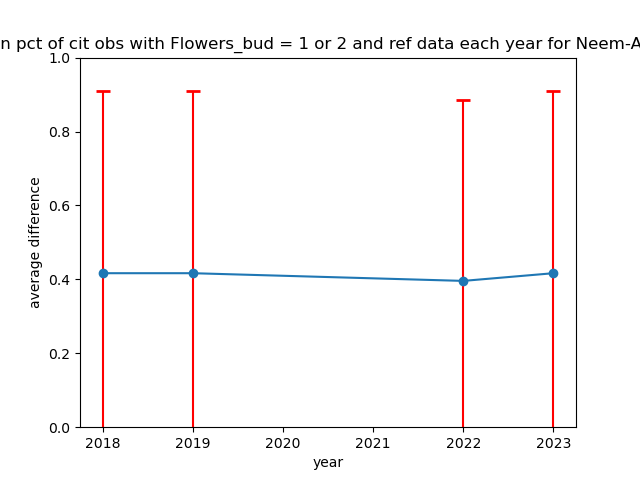 n pct of cit obs with Flowers_bud = 1 or 2 and ref data each year for Neem-A
1.0
0.8
0.6
0.4
0.2
0.0
average difference
2018 2019 2020 2021 2022 2023
year